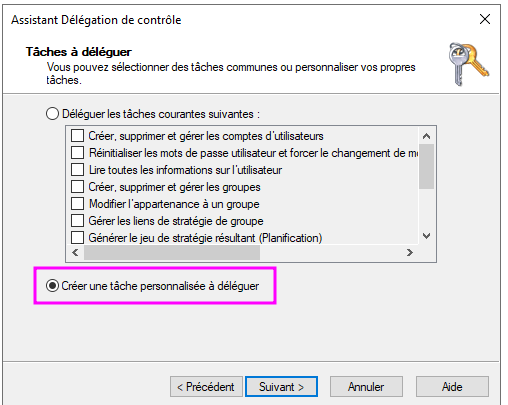 Assistant Délégation de contrôle
Tâches à déléguer
Vous pouvez sélectionner des tâches communes ou personnaliser vos propres
tâches.
Déléguer les tâches courantes suivantes :
Créer, supprimer et gérer les comptes d'utilisateurs
Réinitialiser les mots de passe utilisateur et forcer le changement de
Lire toutes les informations sur l'utilisateur
Créer, supprimer et gérer les groupes
Modifier l'appartenance à un groupe
Gérer les liens de stratégie de groupe
Générer le jeu de stratégie résultant (Planification)
Créer une tâche personnalisée à déléguer
< Précédent Suivant > Annuler Aide